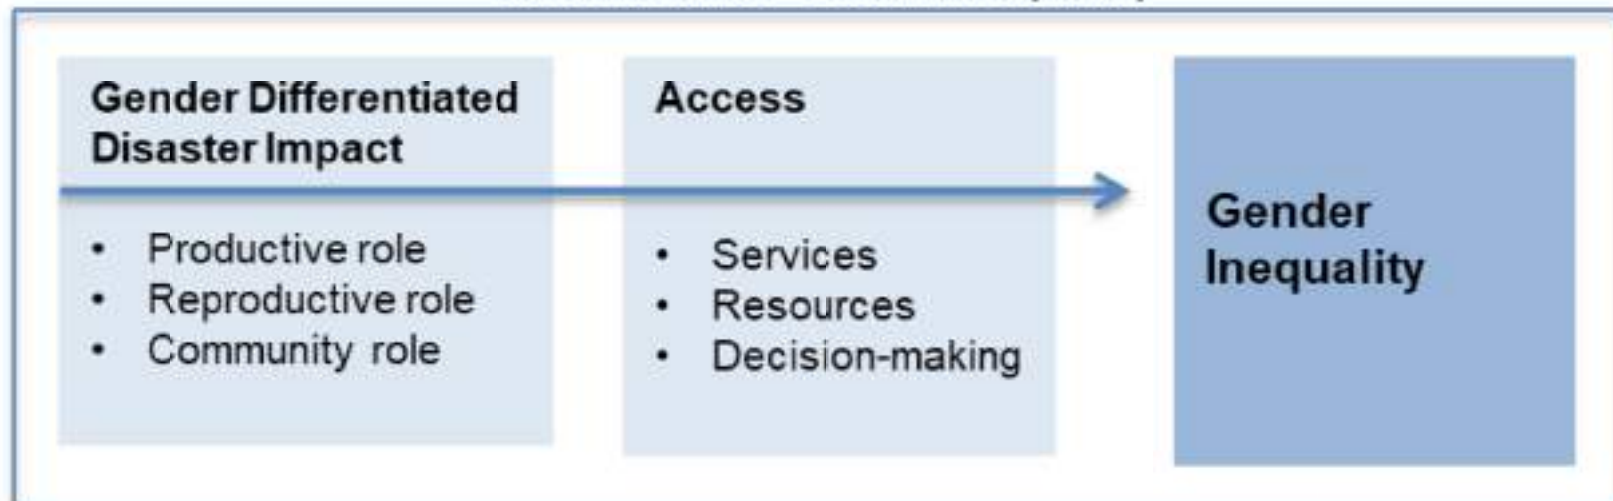 Gender Differentiated
Disaster Impact
• Productive role
• Reproductive role
• Community role
Access
• Services
• Resources
• Decision-making
Gender
Inequality